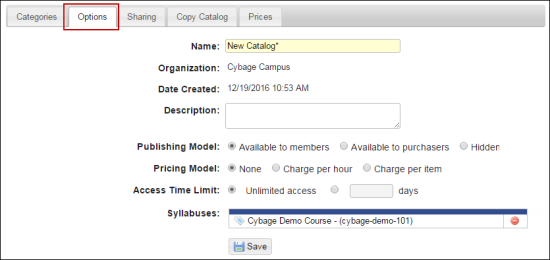 Categories Options Sharing Copy Catalog Prices
Name: New Catalog*
Organization: Cybage Campus
Date Created: 12/19/2016 10:53 AM
Description:
Publishing Model: Available to members Available to purchasers Hidden
Pricing Model: None Charge per hour Charge per item
Access Time Limit: Unlimited access days
Syllabuses:
Cybage Demo Course - (cybage-demo-101)
Save